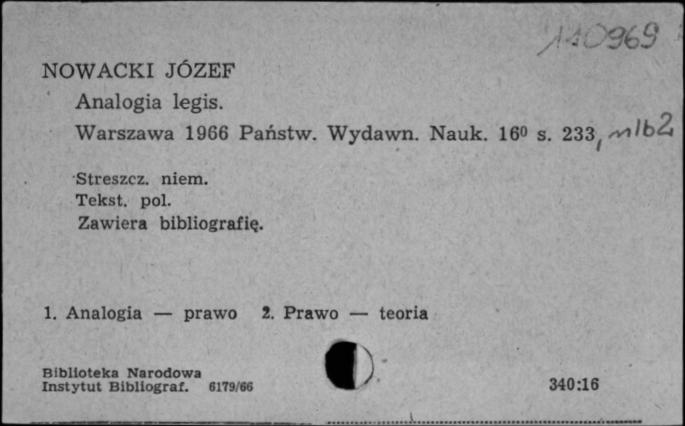 110969
NOWACKI JÓZEF
Analogia legis.
Warszawa 1966 Państw. Wydawn. Nauk. 16⁰ s. 233, nlb2
Streszcz. niem.
Tekst. pol.
Zawiera bibliografię.
1. Analogia — prawo 2. Prawo — teoria
Biblioteka Narodowa
Instytut Bibliograf. 6179/66
340:16